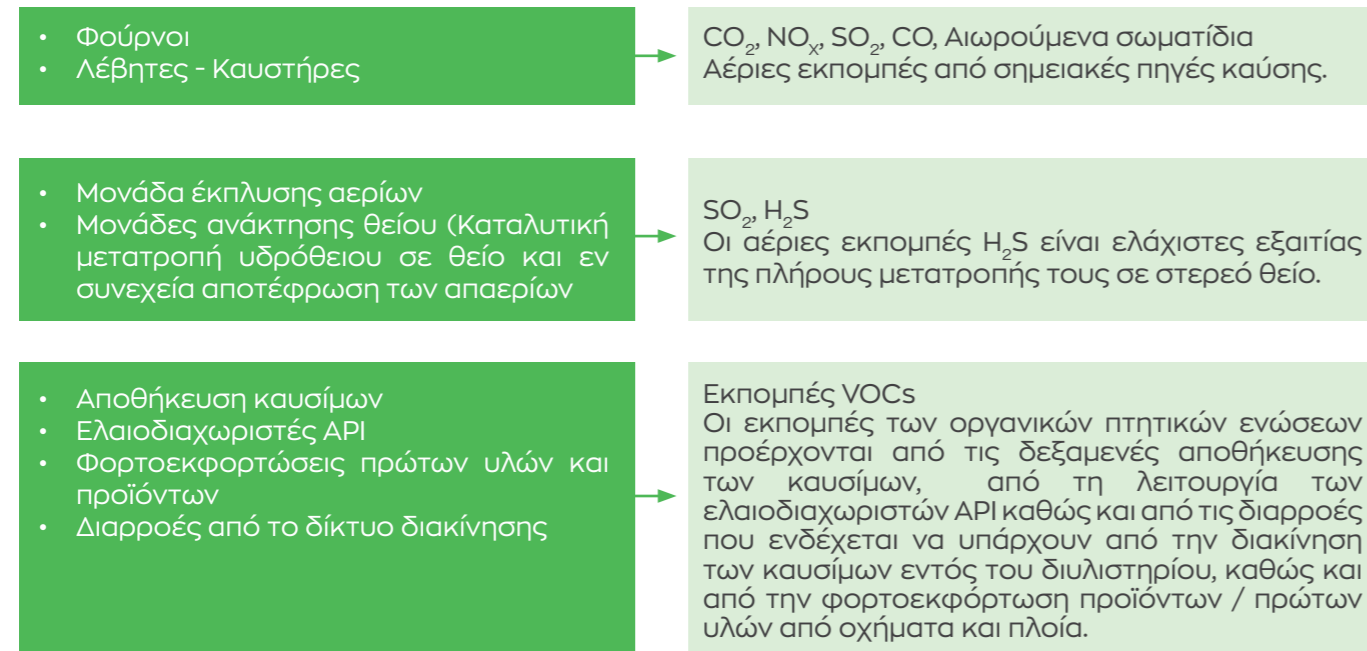 • Φούρνοι
• Λέβητες - Καυστήρες
CO₂, NOₓ, SO₂, CO, Αιωρούμενα σωματίδια
Αέριες εκπομπές από σημειακές πηγές καύσης.
• Μονάδα έκπλυσης αερίων
• Μονάδες ανάκτησης θείου (Καταλυτική
μετατροπή υδρόθειου σε θείο και εν
συνεχεία αποτέφρωση των απαερίων
SO₂, H₂S
Οι αέριες εκπομπές H₂S είναι ελάχιστες εξαιτίας
της πλήρους μετατροπής τους σε στερεό θείο.
• Αποθήκευση καυσίμων
• Ελαιοδιαχωριστές API
• Φορτοεκφορτώσεις πρώτων υλών και
προϊόντων
• Διαρροές από το δίκτυο διακίνησης
Εκπομπές VOCs
Οι εκπομπές των οργανικών πτητικών ενώσεων
προέρχονται από τις δεξαμενές αποθήκευσης
των καυσίμων, από τη λειτουργία των
ελαιοδιαχωριστών API καθώς και από τις διαρροές
που ενδέχεται να υπάρχουν από την διακίνηση
των καυσίμων εντός του διυλιστηρίου, καθώς και
από την φορτοεκφόρτωση προϊόντων / πρώτων
υλών από οχήματα και πλοία.